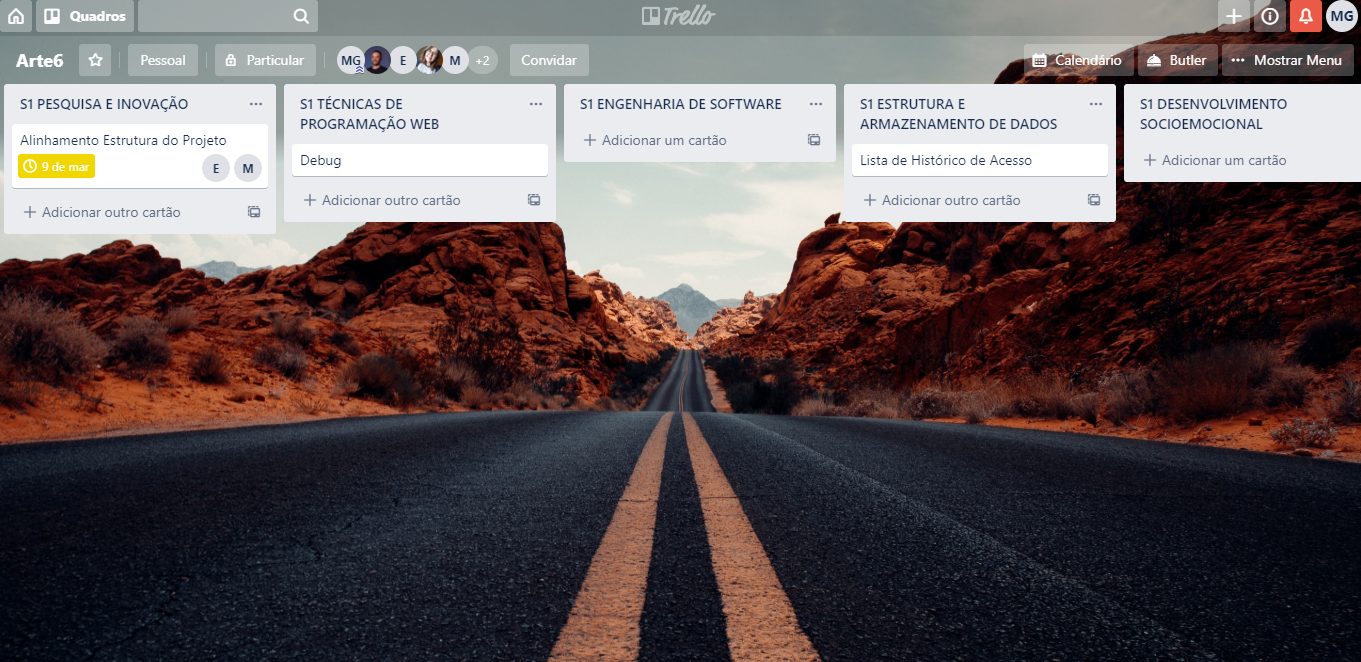 Quadros
Trello
MG
Arte6
Pessoal
Particular
MG
E
M
+2
Convidar
Calendário
Butler
Mostrar Menu
S1 PESQUISA E INOVAÇÃO
Alinhamento Estrutura do Projeto
9 de mar
E
M
Adicionar outro cartão
S1 TÉCNICAS DE
PROGRAMAÇÃO WEB
Debug
Adicionar outro cartão
S1 ENGENHARIA DE SOFTWARE
Adicionar um cartão
S1 ESTRUTURA E
ARMAZENAMENTO DE DADOS
Lista de Histórico de Acesso
Adicionar outro cartão
S1 DESENVOLVIMENTO
SOCIOEMOCIONAL
Adicionar um cartão